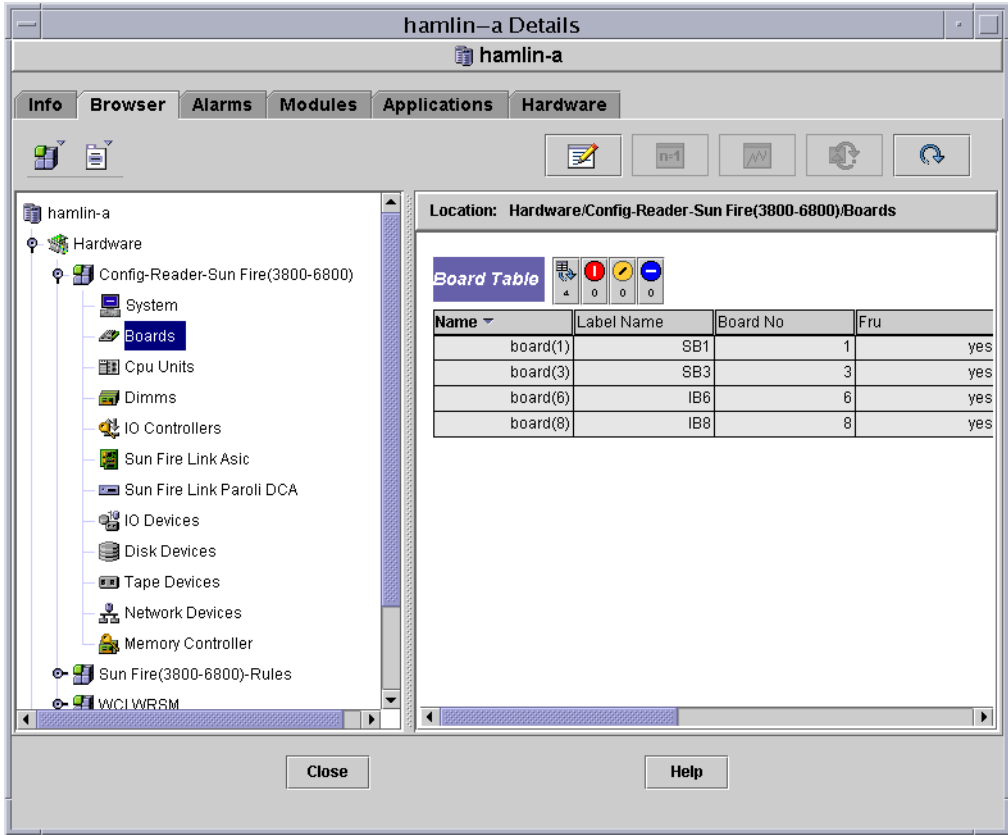 hamlin–a Details
hamlin-a
Info Browser Alarms Modules Applications Hardware
n=1
hamlin-a
Hardware
Config-Reader-Sun Fire(3800-6800)
System
Boards
Cpu Units
Dimms
IO Controllers
Sun Fire Link Asic
Sun Fire Link Paroli DCA
IO Devices
Disk Devices
Tape Devices
Network Devices
Memory Controller
Sun Fire(3800-6800)-Rules
WCI WRSM
Location: Hardware/Config-Reader-Sun Fire(3800-6800)/Boards
Board Table 4 0 0 0
Name Label Name Board No Fru
board(1) SB1 1 yes
board(3) SB3 3 yes
board(6) IB6 6 yes
board(8) IB8 8 yes
Close Help